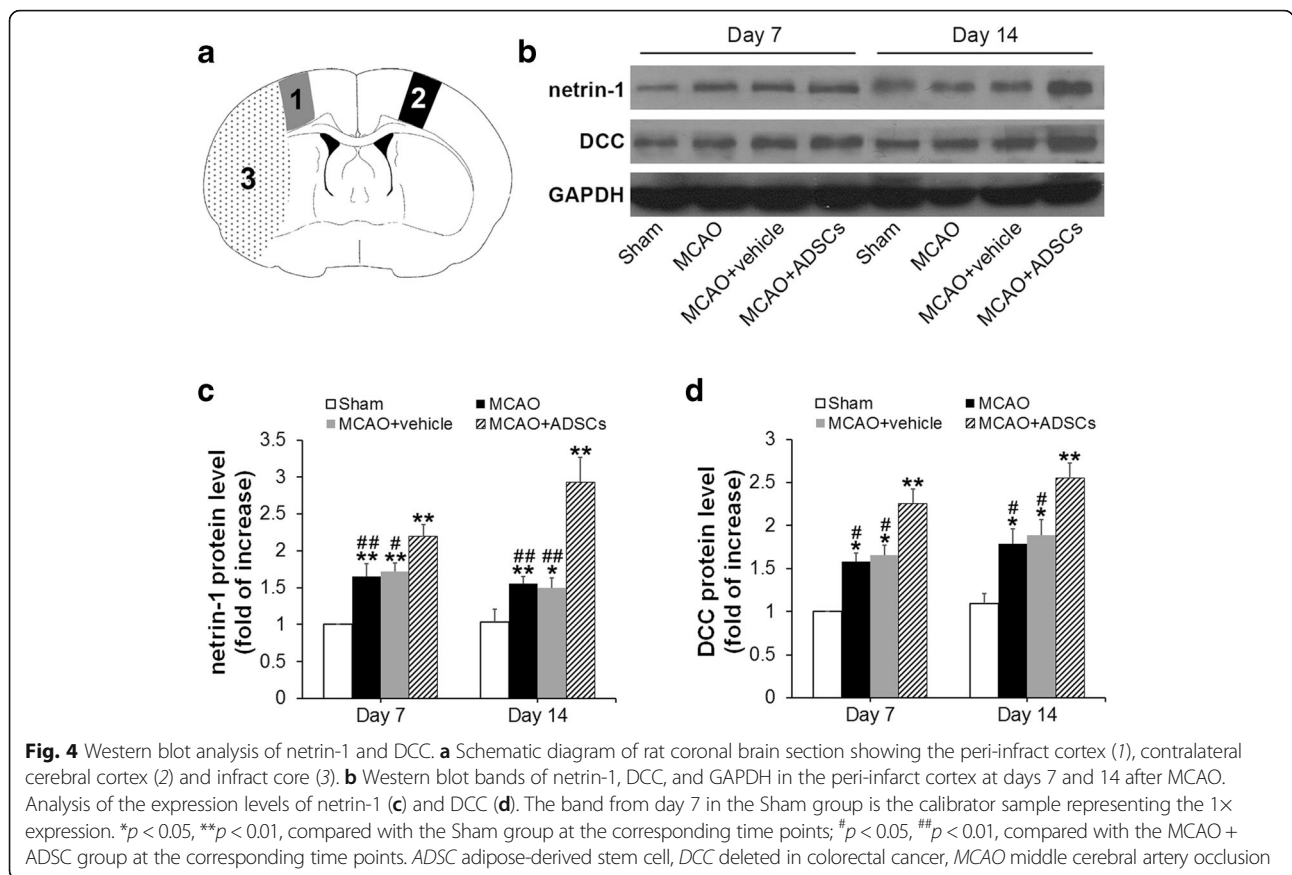 a
1
2
3
b
Day 7
Day 14
netrin-1
DCC
GAPDH
Sham
MCAO
MCAO+vehicle
MCAO+ADSCs
Sham
MCAO
MCAO+vehicle
MCAO+ADSCs
c
Sham
MCAO
MCAO+vehicle
MCAO+ADSCs
netrin-1 protein level
(fold of increase)
3.5
3
2.5
2
1.5
1
0.5
0
##
**
#
**
**
##
**
##
*
**
Day 7
Day 14
d
Sham
MCAO
MCAO+vehicle
MCAO+ADSCs
DCC protein level
(fold of increase)
3
2.5
2
1.5
1
0.5
0
#
*
#
*
**
#
*
#
*
**
Day 7
Day 14
Fig. 4 Western blot analysis of netrin-1 and DCC. a Schematic diagram of rat coronal brain section showing the peri-infract cortex (1), contralateral
cerebral cortex (2) and infract core (3). b Western blot bands of netrin-1, DCC, and GAPDH in the peri-infarct cortex at days 7 and 14 after MCAO.
Analysis of the expression levels of netrin-1 (c) and DCC (d). The band from day 7 in the Sham group is the calibrator sample representing the 1×
expression. *p < 0.05, **p < 0.01, compared with the Sham group at the corresponding time points; #p < 0.05, ##p < 0.01, compared with the MCAO +
ADSC group at the corresponding time points. ADSC adipose-derived stem cell, DCC deleted in colorectal cancer, MCAO middle cerebral artery occlusion